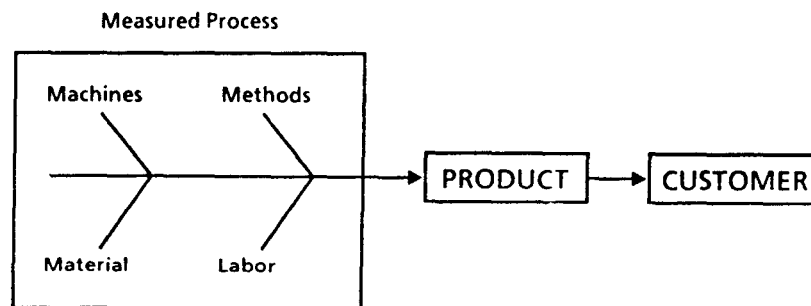 Measured Process
Machines Methods
PRODUCT CUSTOMER
Material Labor